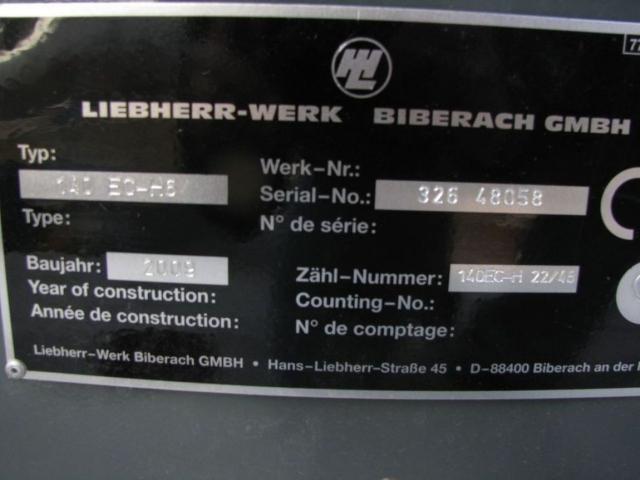 LIEBHERR-WERK BIBERACH GMBH
Typ:
140 EC-H6
Type:
Werk-Nr.:
Serial-No.: 326 48058
N° de série:
Baujahr: 2009
Year of construction:
Année de construction:
Zähl-Nummer: 140EC-H 22/45
Counting-No.:
N° de comptage:
Liebherr-Werk Biberach GMBH • Hans-Liebherr-Straße 45 • D-88400 Biberach an der